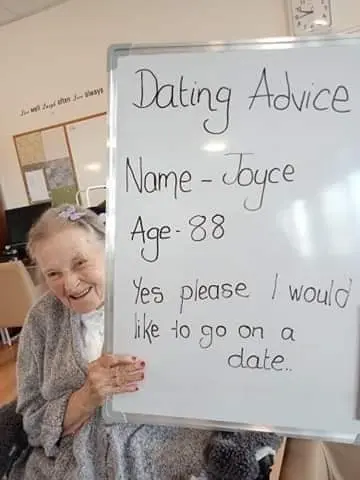 Live well Laugh often Love always
Dating Advice
Name - Joyce
Age - 88
Yes please I would
like to go on a
date..